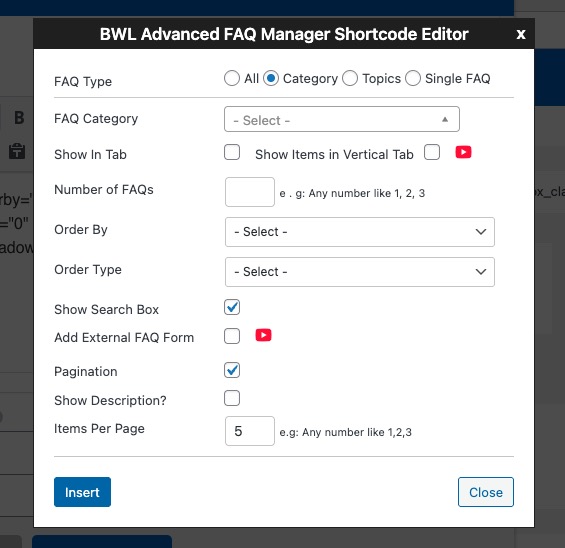 BWL Advanced FAQ Manager Shortcode Editor x
FAQ Type All Category Topics Single FAQ
B
FAQ Category - Select -
Show In Tab Show Items in Vertical Tab
rby="
Number of FAQs e . g: Any number like 1, 2, 3
ox_cla
="0"
Order By - Select -
adow
Order Type - Select -
Show Search Box
Add External FAQ Form
Pagination
Show Description?
Items Per Page 5 e.g: Any number like 1,2,3
Insert Close